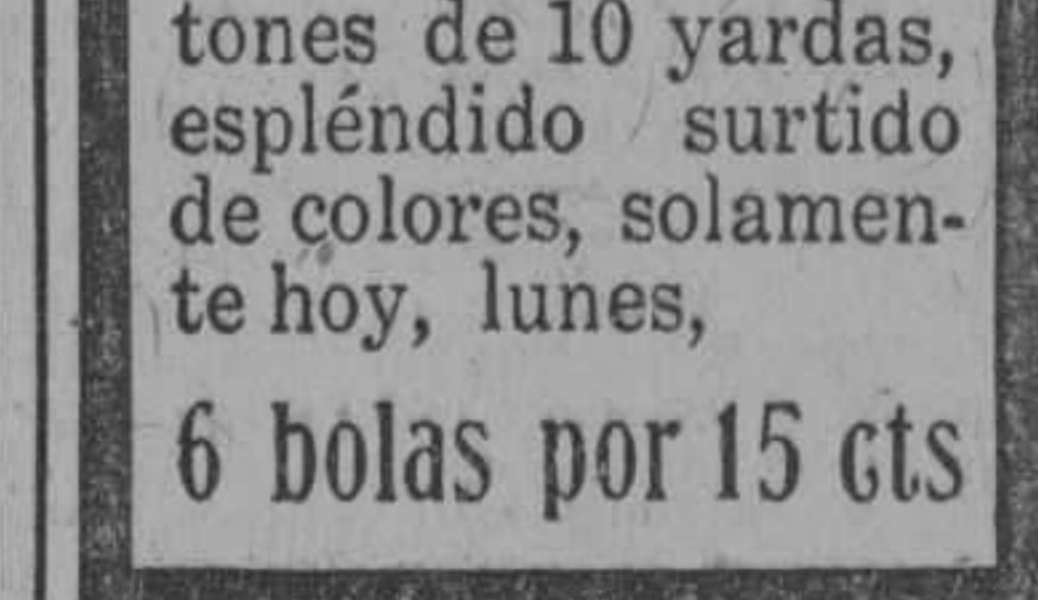 tones de 10 yardas,
espléndido surtido
de colores, solamen-
te hoy, lunes,
6 bolas por 15 cts